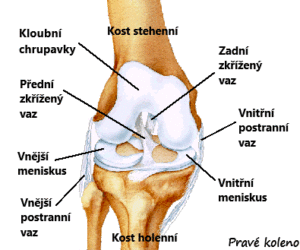 Kost stehenní
Kloubní
chrupavky
Zadní
zkřížený
vaz
Přední
zkřížený
vaz
Vnitřní
postranní
vaz
Vnější
meniskus
Vnitřní
meniskus
Vnější
postranní
vaz
Kost holenní
Pravé koleno